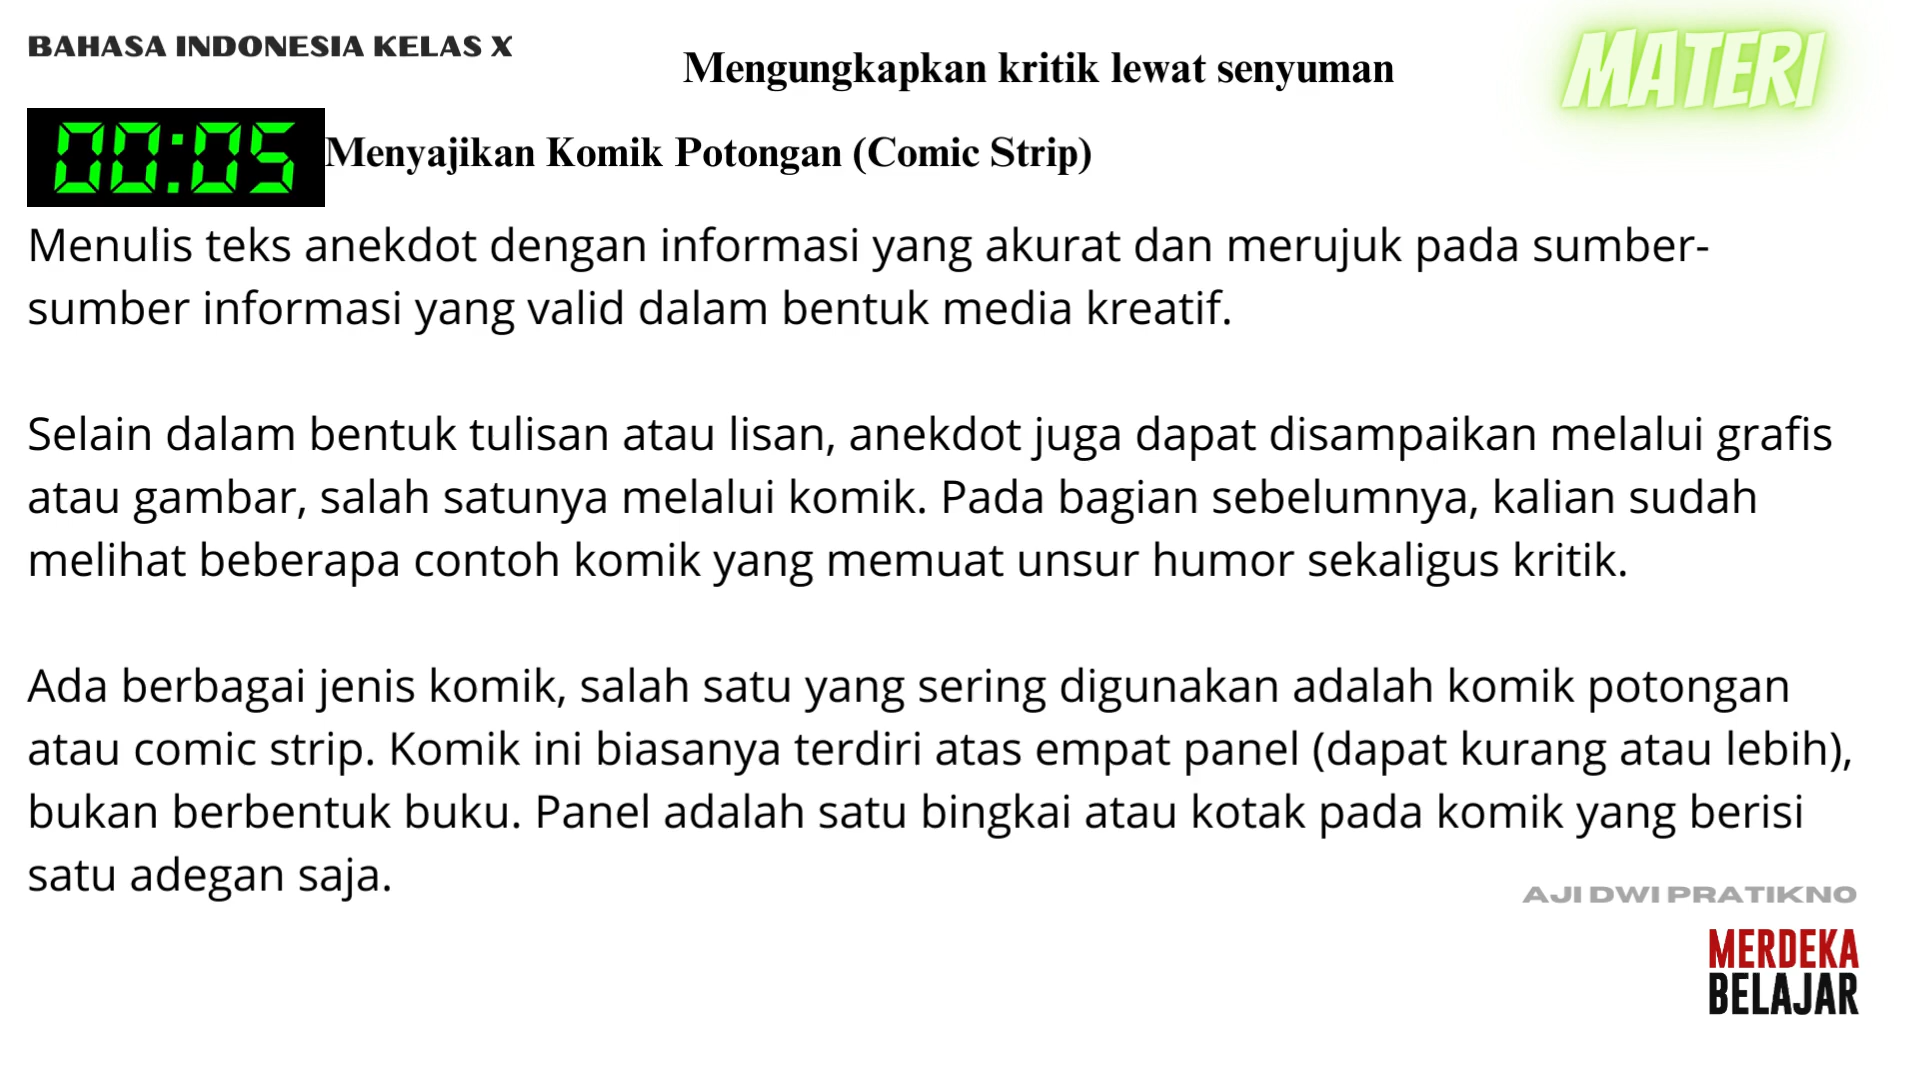 BAHASA INDONESIA KELAS X
Mengungkapkan kritik lewat senyuman
MATERI
00:05
Menyajikan Komik Potongan (Comic Strip)
Menulis teks anekdot dengan informasi yang akurat dan merujuk pada sumber-
sumber informasi yang valid dalam bentuk media kreatif.
Selain dalam bentuk tulisan atau lisan, anekdot juga dapat disampaikan melalui grafis
atau gambar, salah satunya melalui komik. Pada bagian sebelumnya, kalian sudah
melihat beberapa contoh komik yang memuat unsur humor sekaligus kritik.
Ada berbagai jenis komik, salah satu yang sering digunakan adalah komik potongan
atau comic strip. Komik ini biasanya terdiri atas empat panel (dapat kurang atau lebih),
bukan berbentuk buku. Panel adalah satu bingkai atau kotak pada komik yang berisi
satu adegan saja.
AJI DWI PRATIKNO
MERDEKA
BELAJAR